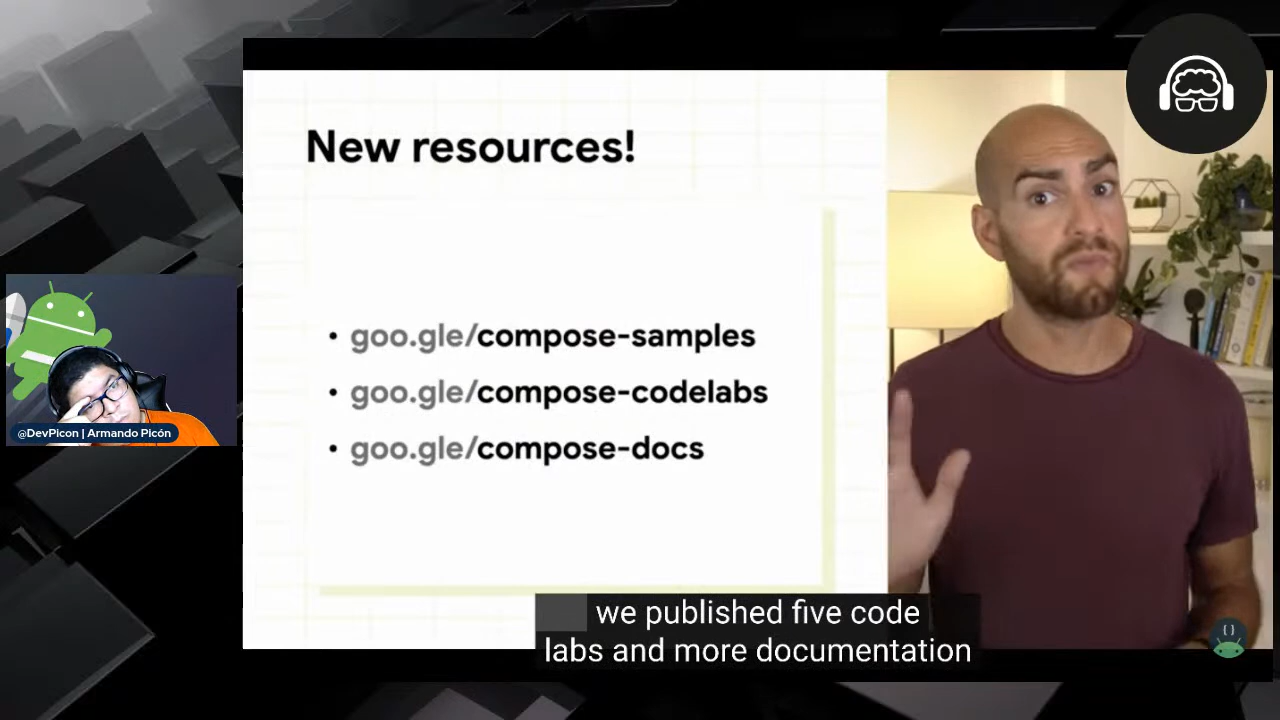 New resources!
• goo.gle/compose-samples
• goo.gle/compose-codelabs
• goo.gle/compose-docs
@DevPicon | Armando Picón
we published five code
labs and more documentation
{ }